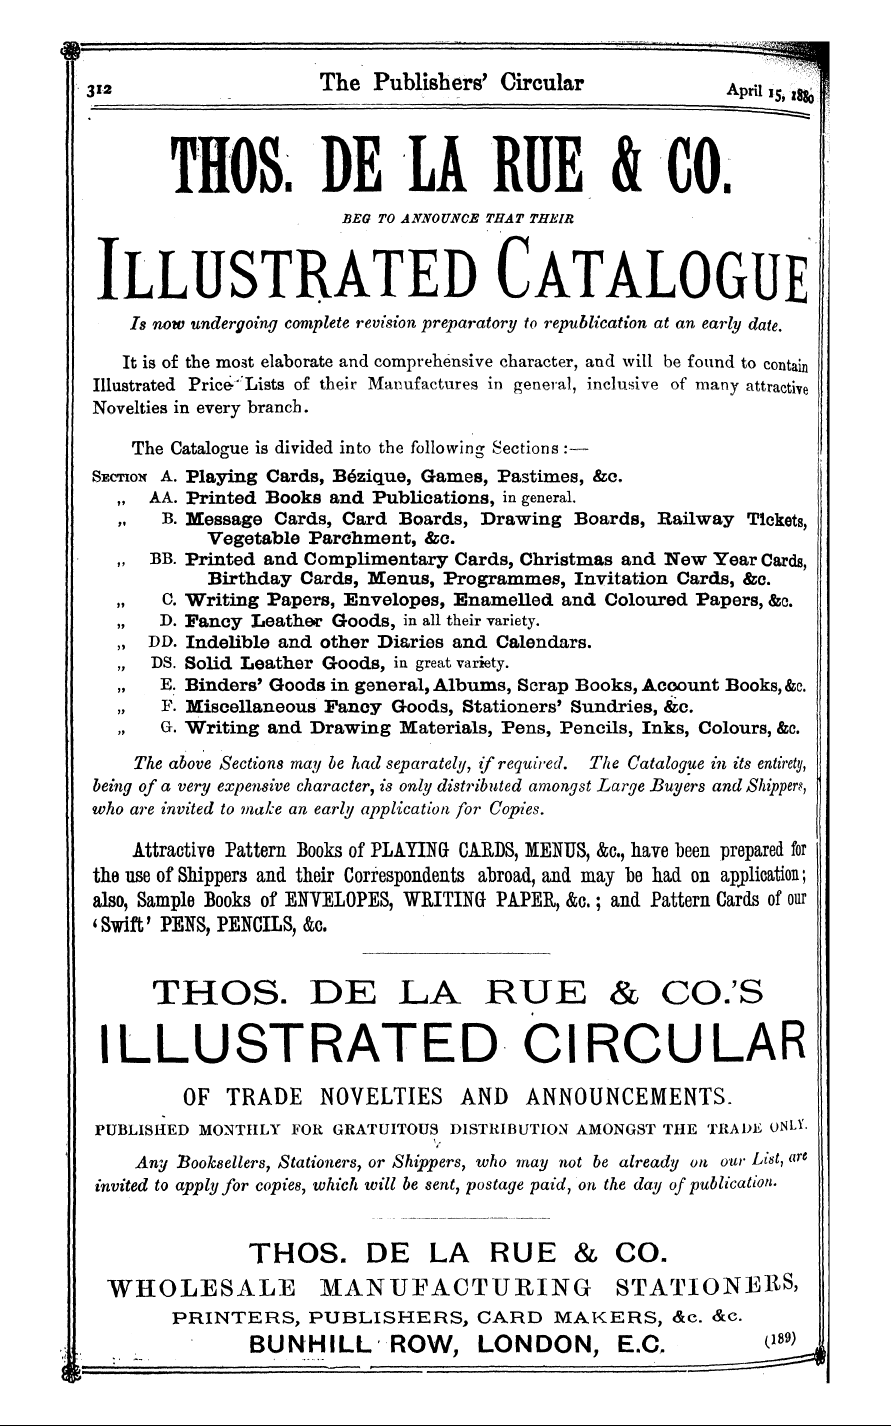 312
The Publishers' Circular
April 15, 1880
THOS. DE LA RUE & CO.
BEG TO ANNOUNCE THAT THEIR
ILLUSTRATED CATALOGUE
Is now undergoing complete revision preparatory to republication at an early date.
It is of the most elaborate and comprehensive character, and will be found to contain
Illustrated Price Lists of their Manufactures in general, inclusive of many attractive
Novelties in every branch.
The Catalogue is divided into the following Sections :—
SECTION A. Playing Cards, Bézique, Games, Pastimes, &c.
„ AA. Printed Books and Publications, in general.
„ B. Message Cards, Card Boards, Drawing Boards, Railway Tickets,
Vegetable Parchment, &c.
„ BB. Printed and Complimentary Cards, Christmas and New Year Cards,
Birthday Cards, Menus, Programmes, Invitation Cards, &c.
„ C. Writing Papers, Envelopes, Enamelled and Coloured Papers, &c.
„ D. Fancy Leather Goods, in all their variety.
„ DD. Indelible and other Diaries and Calendars.
„ DS. Solid Leather Goods, in great variety.
„ E. Binders' Goods in general, Albums, Scrap Books, Account Books, &c.
„ F. Miscellaneous Fancy Goods, Stationers' Sundries, &c.
„ G. Writing and Drawing Materials, Pens, Pencils, Inks, Colours, &c.
The above Sections may be had separately, if required. The Catalogue in its entirety,
being of a very expensive character, is only distributed amongst Large Buyers and Shippers,
who are invited to make an early application for Copies.
Attractive Pattern Books of PLAYING CARDS, MENUS, &c., have been prepared for
the use of Shippers and their Correspondents abroad, and may be had on application;
also, Sample Books of ENVELOPES, WRITING PAPER, &c.; and Pattern Cards of our
'Swift' PENS, PENCILS, &c.
THOS. DE LA RUE & CO.'S
ILLUSTRATED CIRCULAR
OF TRADE NOVELTIES AND ANNOUNCEMENTS.
PUBLISHED MONTHLY FOR GRATUITOUS DISTRIBUTION AMONGST THE TRADE ONLY.
Any Booksellers, Stationers, or Shippers, who may not be already on our List, are
invited to apply for copies, which will be sent, postage paid, on the day of publication.
THOS. DE LA RUE & CO.
WHOLESALE MANUFACTURING STATIONERS,
PRINTERS, PUBLISHERS, CARD MAKERS, &c. &c.
BUNHILL ROW, LONDON, E.C.
(189)